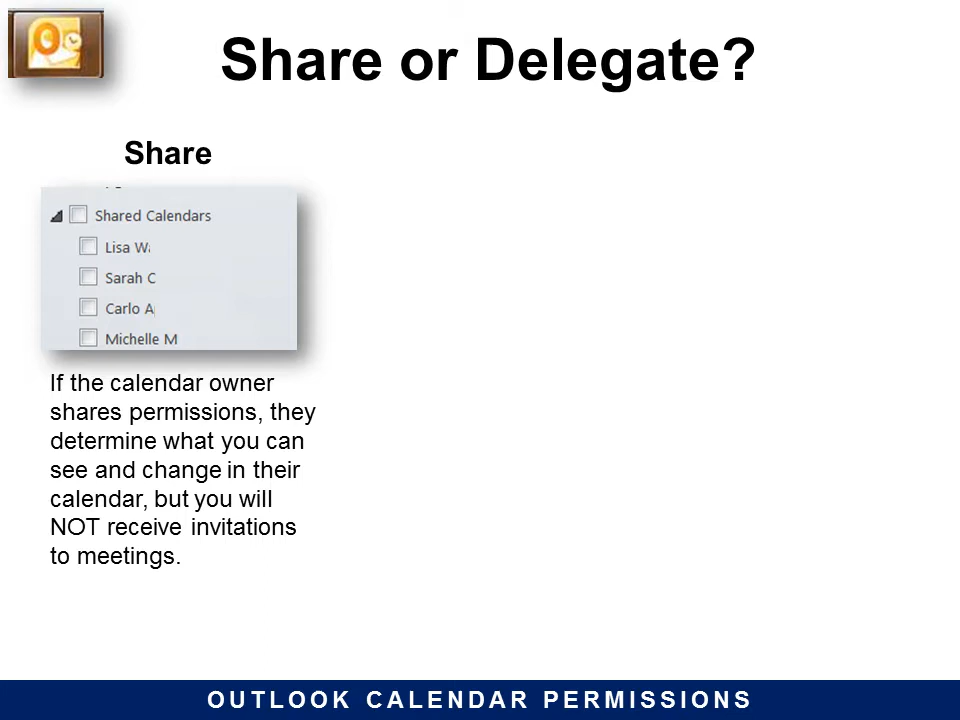 Share or Delegate?
Share
Shared Calendars
Lisa
Sarah C
Carlo
Michelle M
If the calendar owner
shares permissions, they
determine what you can
see and change in their
calendar, but you will
NOT receive invitations
to meetings.
OUTLOOK CALENDAR PERMISSIONS